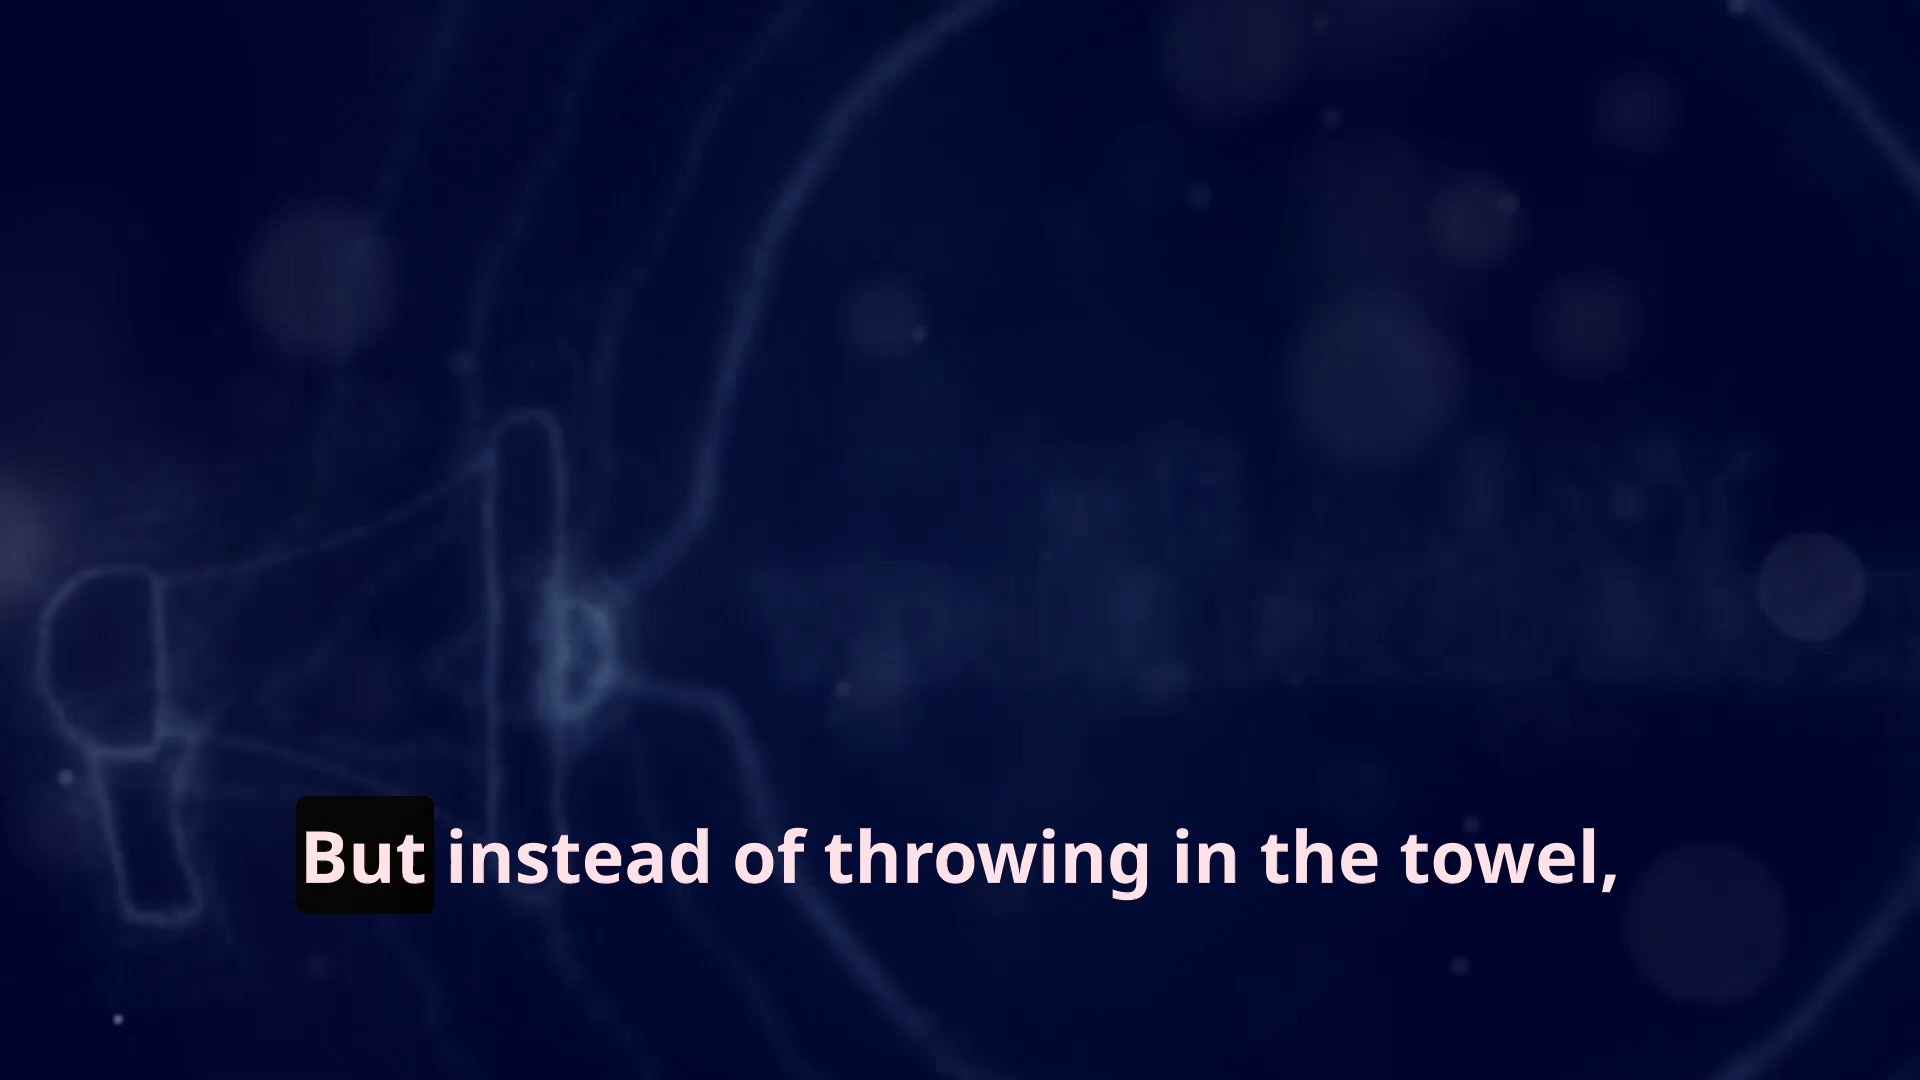 But instead of throwing in the towel,